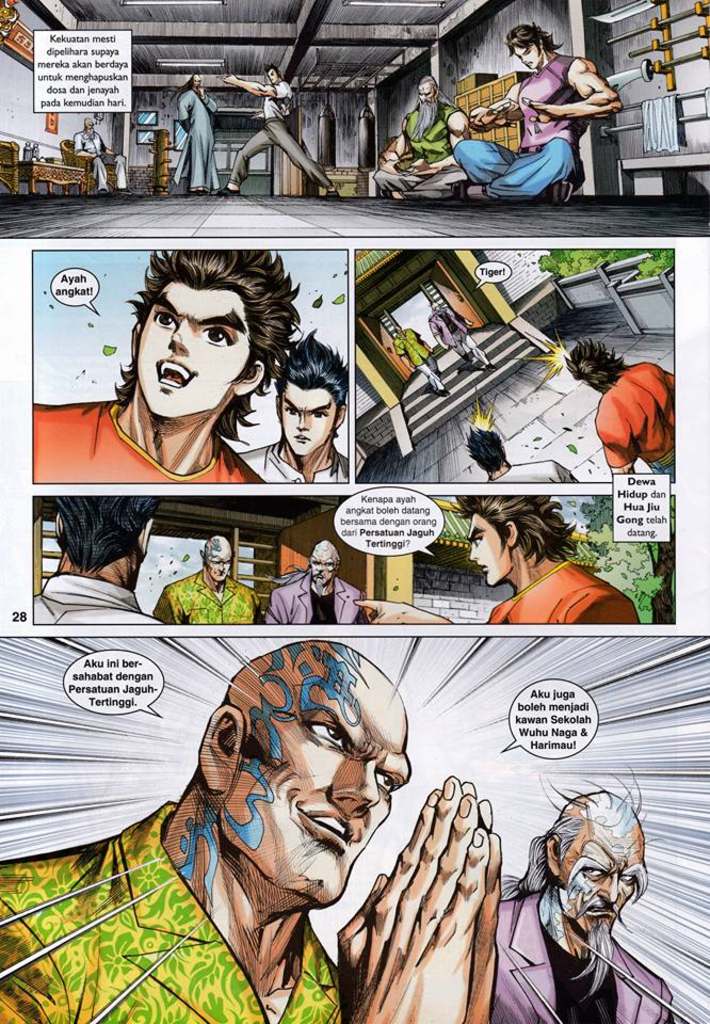 Kekuatan mesti
dipelihara supaya
mereka akan berdaya
untuk menghapuskan
dosa dan jenayah
pada kemudian hari.
Ayah
angkat!
Tiger!
Dewa
Hidup dan
Hua Jiu
Gong telah
datang.
Kenapa ayah
angkat boleh datang
bersama dengan orang
dari Persatuan Jaguh
Tertinggi?
28
Aku ini ber-
sahabat dengan
Persatuan Jaguh-
Tertinggi.
Aku juga
boleh menjadi
kawan Sekolah
Wuhu Naga &
Harimau!